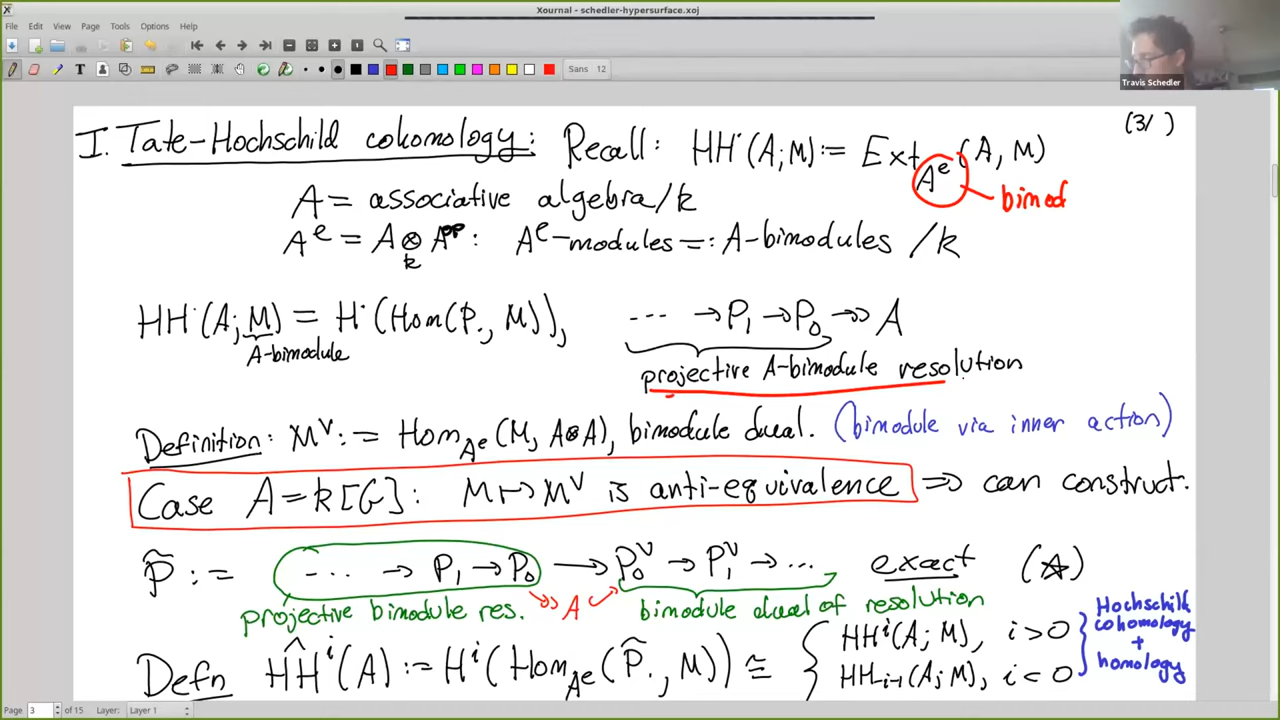 Xournal - schedler-hypersurface.xoj
File Edit View Page Tools Options Help
Sans 12
Travis Schedler
I. Tate-Hochschild cohomology: Recall: HH^•(A;M) := Ext_{A^e}(A, M)
(3/ )
bimod
A = associative algebra/k
A^e = A ⊗_k A^{op}: A^e-modules =: A-bimodules /k
HH^•(A; M) = H^•(Hom(P., M)), ··· → P_1 → P_0 ↠ A
A-bimodule
projective A-bimodule resolution
Definition: M^∨ := Hom_{A^e}(M, A⊗A), bimodule dual. (bimodule via inner action)
Case A = k[G]: M ↦ M^∨ is anti-equivalence ⇒ can construct.
P̃ := ··· → P_1 → P_0 → P_0^∨ → P_1^∨ → ... exact (☆)
projective bimodule res. ↠ A ↪ bimodule dual of resolution
Defn ĤH^i(A) := H^i(Hom_{A^e}(P̃., M)) ≅ { HH^i(A; M), i>0
HH_{-i-1}(A; M), i<0
Hochschild
cohomology
+
homology
Page 3 of 15 Layer: Layer 1